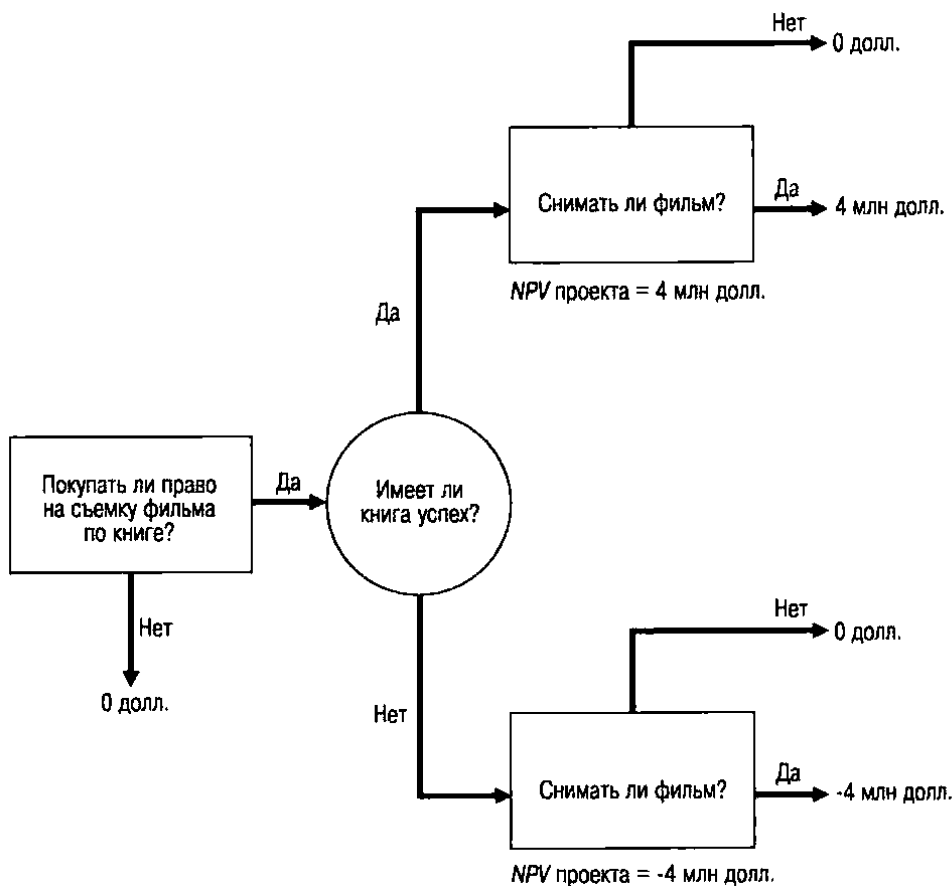 Нет
0 долл.
Снимать ли фильм?
Да
4 млн долл.
NPV проекта = 4 млн долл.
Да
Покупать ли право
на съемку фильма
по книге?
Да
Имеет ли
книга успех?
Нет
0 долл.
Нет
Нет
0 долл.
Снимать ли фильм?
Да
-4 млн долл.
NPV проекта = -4 млн долл.